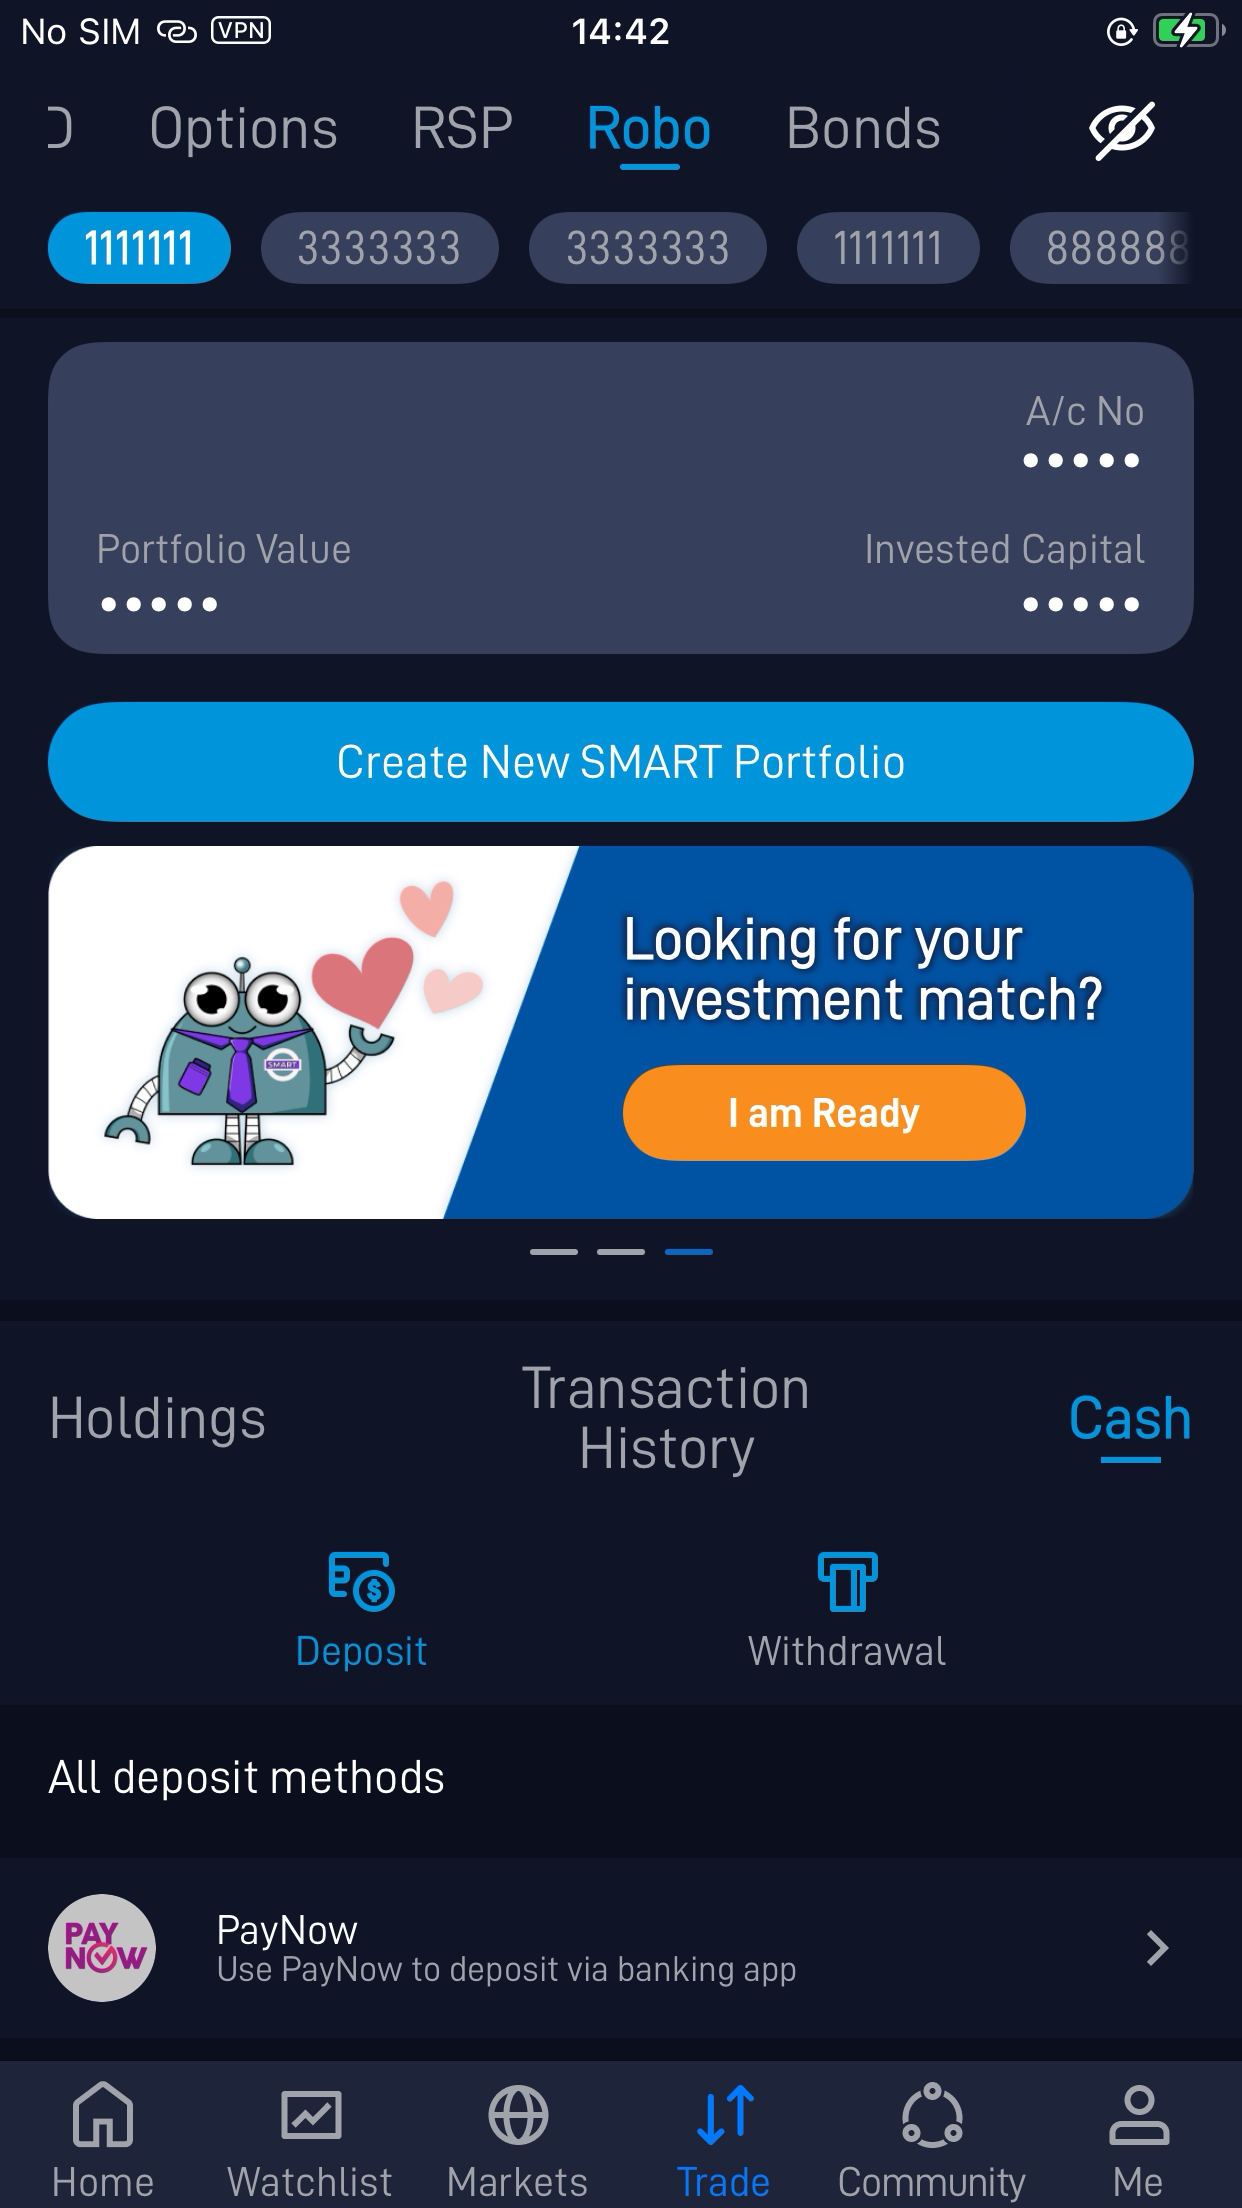 No SIM VPN 14:42
Options RSP Robo Bonds
1111111 3333333 3333333 1111111 888888
A/c No
•••••
Portfolio Value Invested Capital
••••• •••••
Create New SMART Portfolio
Looking for your
investment match?
SMART
I am Ready
Holdings Transaction History Cash
Deposit Withdrawal
All deposit methods
PAY
NOW
PayNow
Use PayNow to deposit via banking app
Home Watchlist Markets Trade Community Me